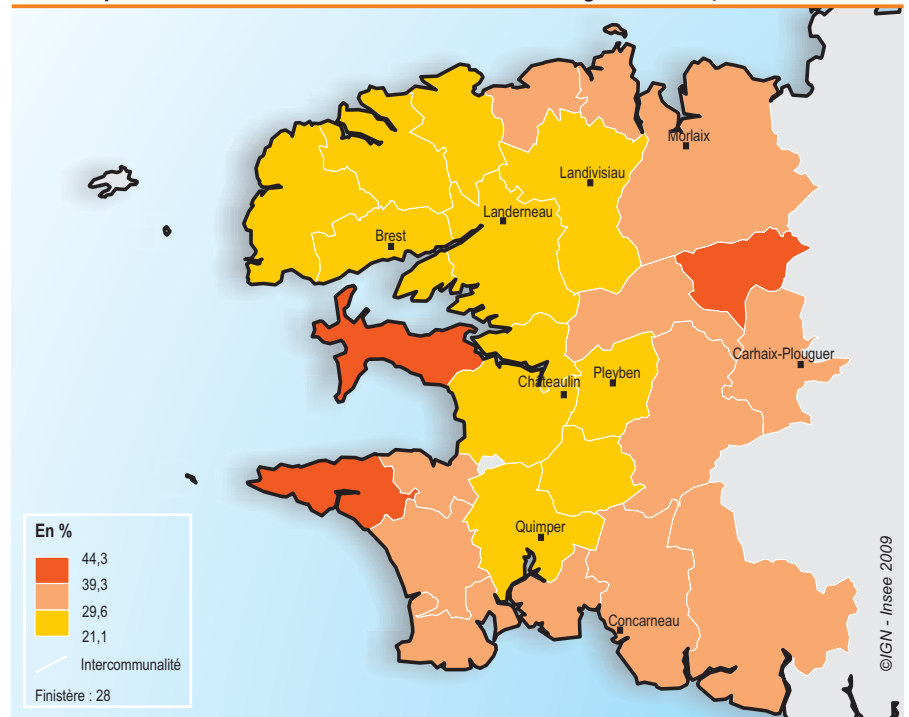 Morlaix
Landivisiau
Landerneau
Brest
Carhaix-Plouguer
Pleyben
Châteaulin
Quimper
Concarneau
En %
44,3
39,3
29,6
21,1
Intercommunalité
Finistère : 28
©IGN - Insee 2009